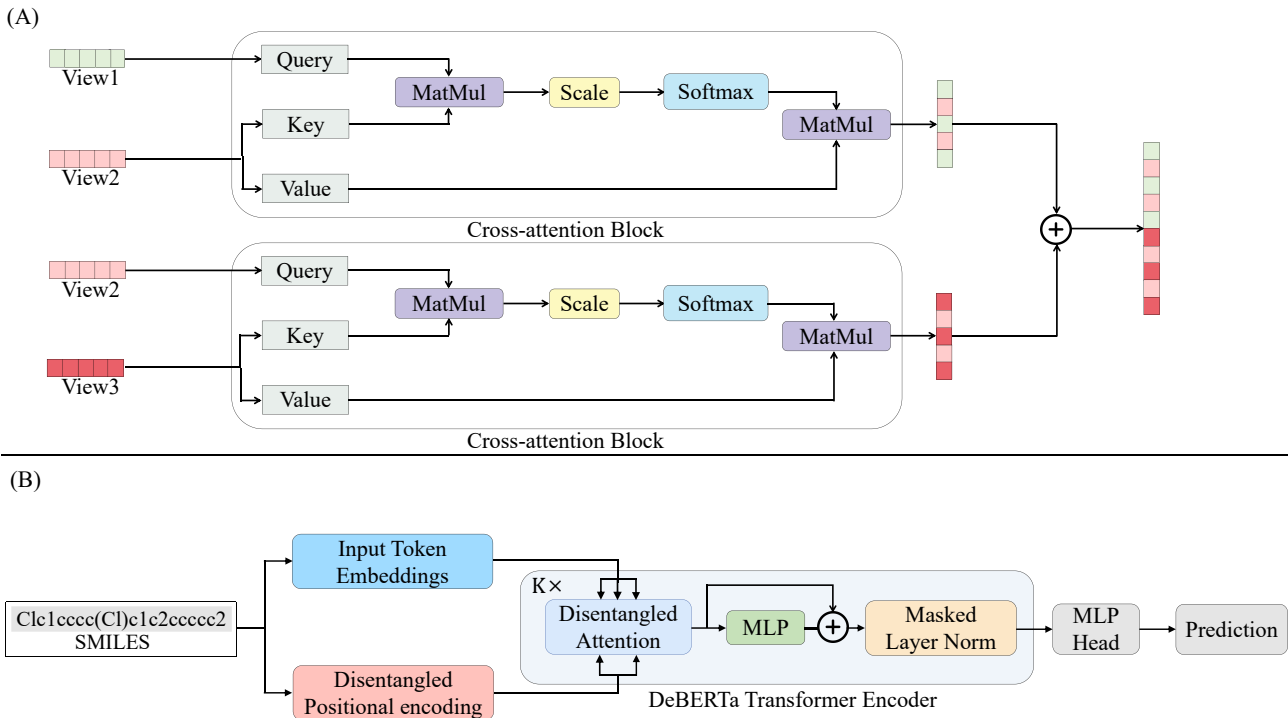 (A)
View1
Query
MatMul
Scale
Softmax
Key
MatMul
View2
Value
Cross-attention Block
View2
Query
MatMul
Scale
Softmax
Key
MatMul
View3
Value
Cross-attention Block
(B)
Input Token
Embeddings
K×
Clc1cccc(Cl)c1c2ccccc2
SMILES
Disentangled
Attention
MLP
Masked
Layer Norm
MLP
Head
Prediction
Disentangled
Positional encoding
DeBERTa Transformer Encoder